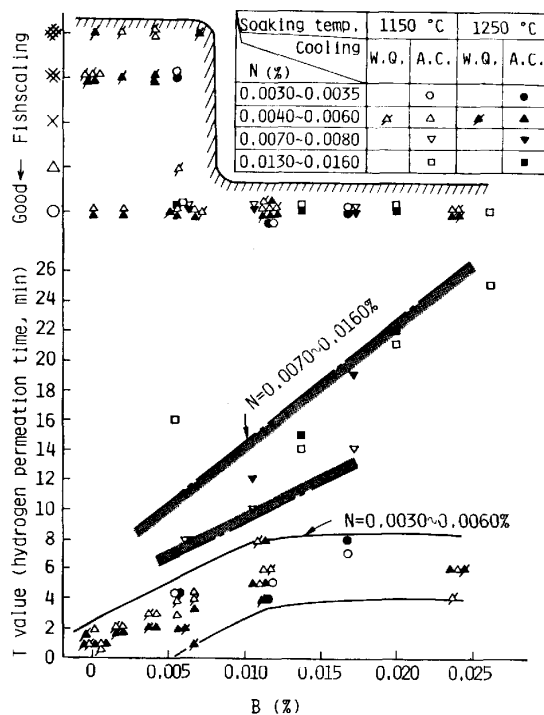 Soaking temp. 1150 °C 1250 °C
Cooling W.Q. A.C. W.Q. A.C.
N (%)
0.0030~0.0035 ○ ●
0.0040~0.0060 △ △ ▲ ▲
0.0070~0.0080 ▽ ▼
0.0130~0.0160 □ ■
Good ← Fishscaling
T value (hydrogen permeation time, min)
26
24
22
20
18
16
14
12
10
8
6
4
2
0
N=0.0070~0.0160%
N=0.0030~0.0060%
0 0.005 0.010 0.015 0.020 0.025
B (%)